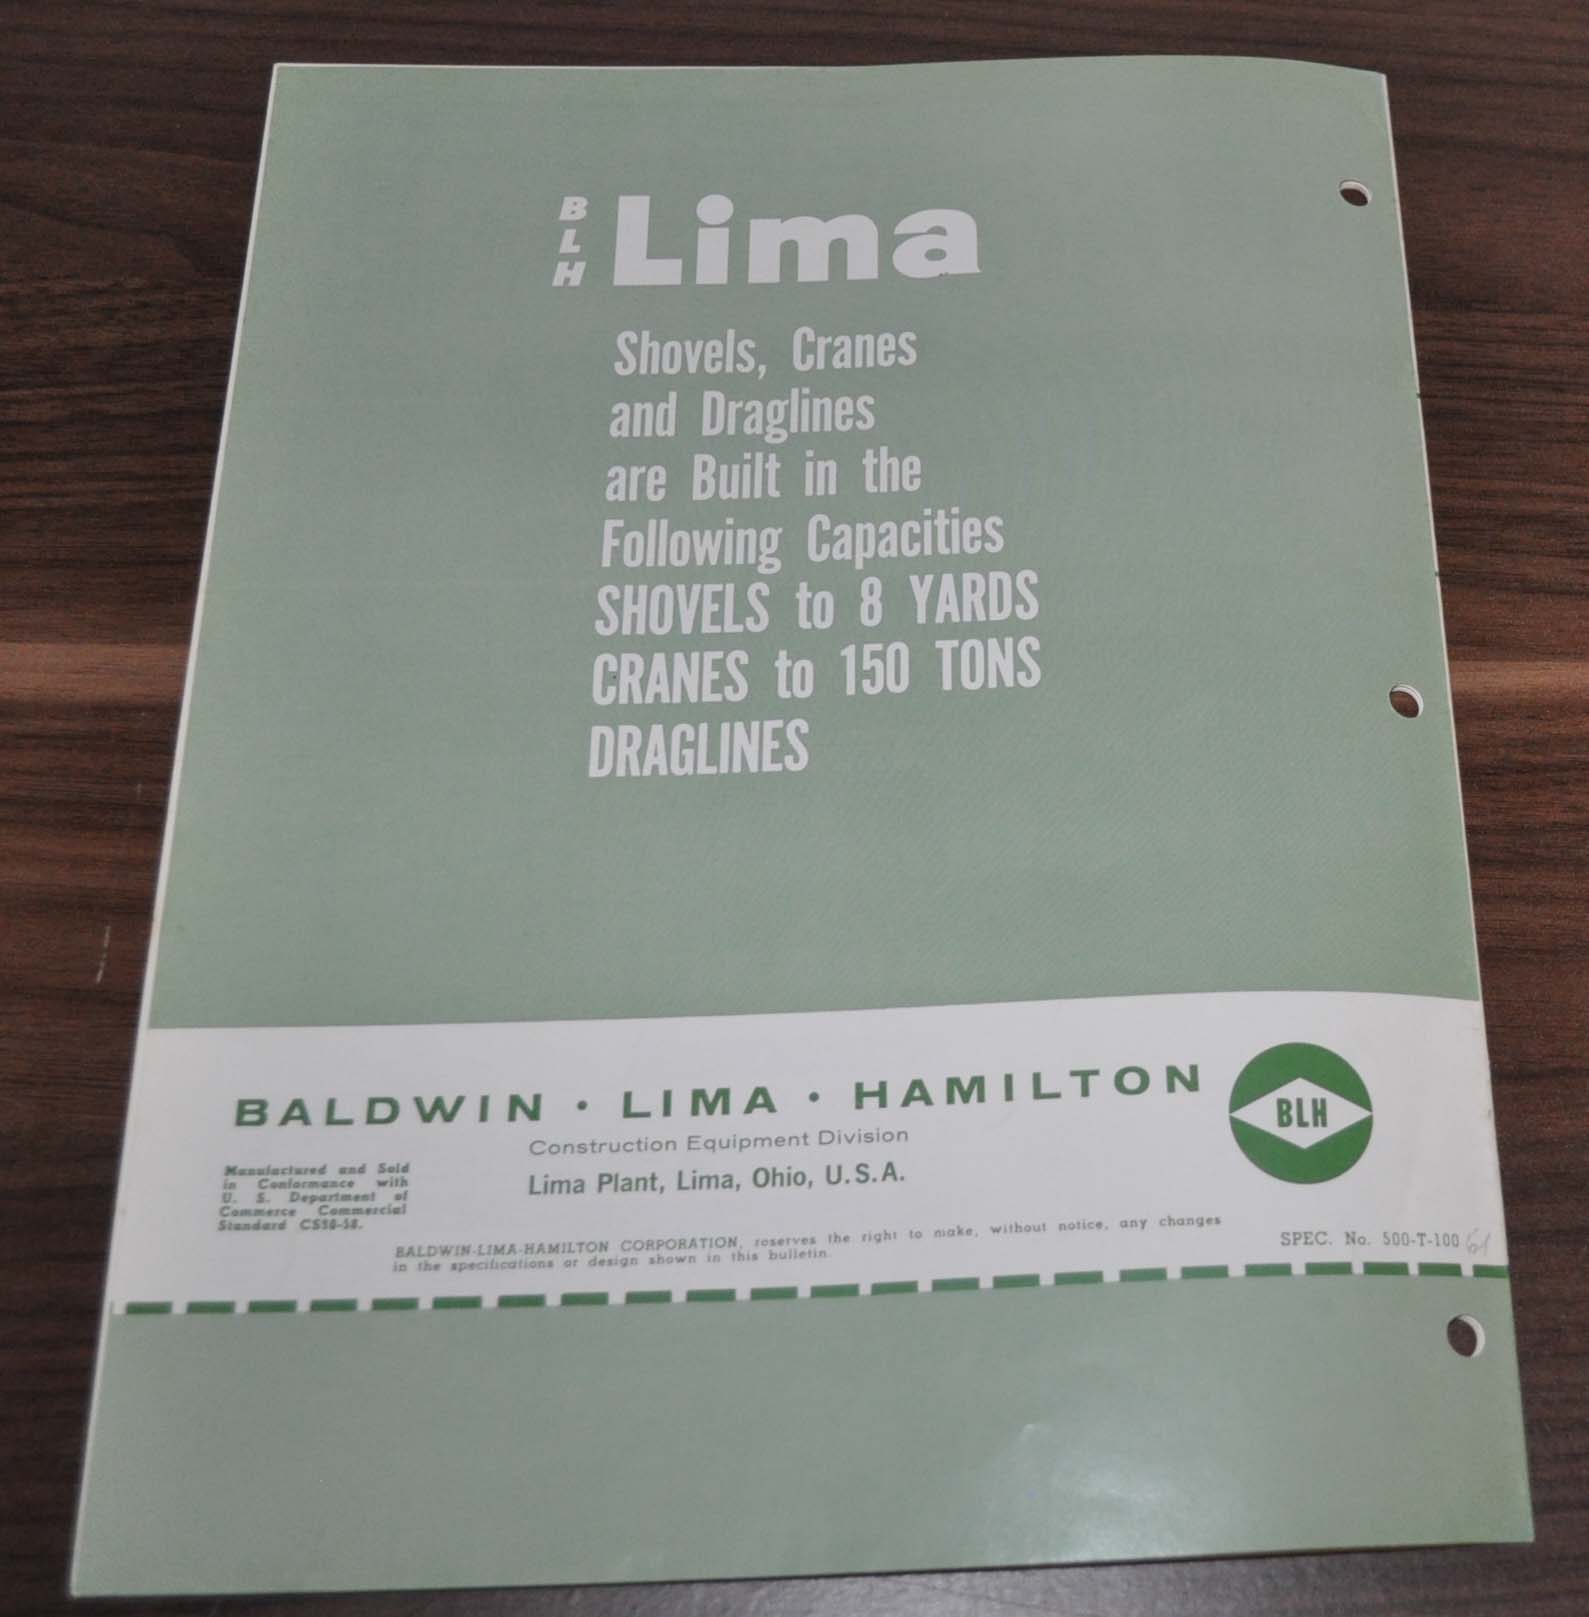 BLH Lima
Shovels, Cranes
and Draglines
are Built in the
Following Capacities
SHOVELS to 8 YARDS
CRANES to 150 TONS
DRAGLINES
BALDWIN · LIMA · HAMILTON
BLH
Construction Equipment Division
Lima Plant, Lima, Ohio, U.S.A.
Manufactured and Sold
in Conformance with
U. S. Department of
Commerce Commercial
Standard CS90-58.
BALDWIN-LIMA-HAMILTON CORPORATION, reserves the right to make, without notice, any changes
in the specifications or design shown in this bulletin.
SPEC. No. 500-T-100 61